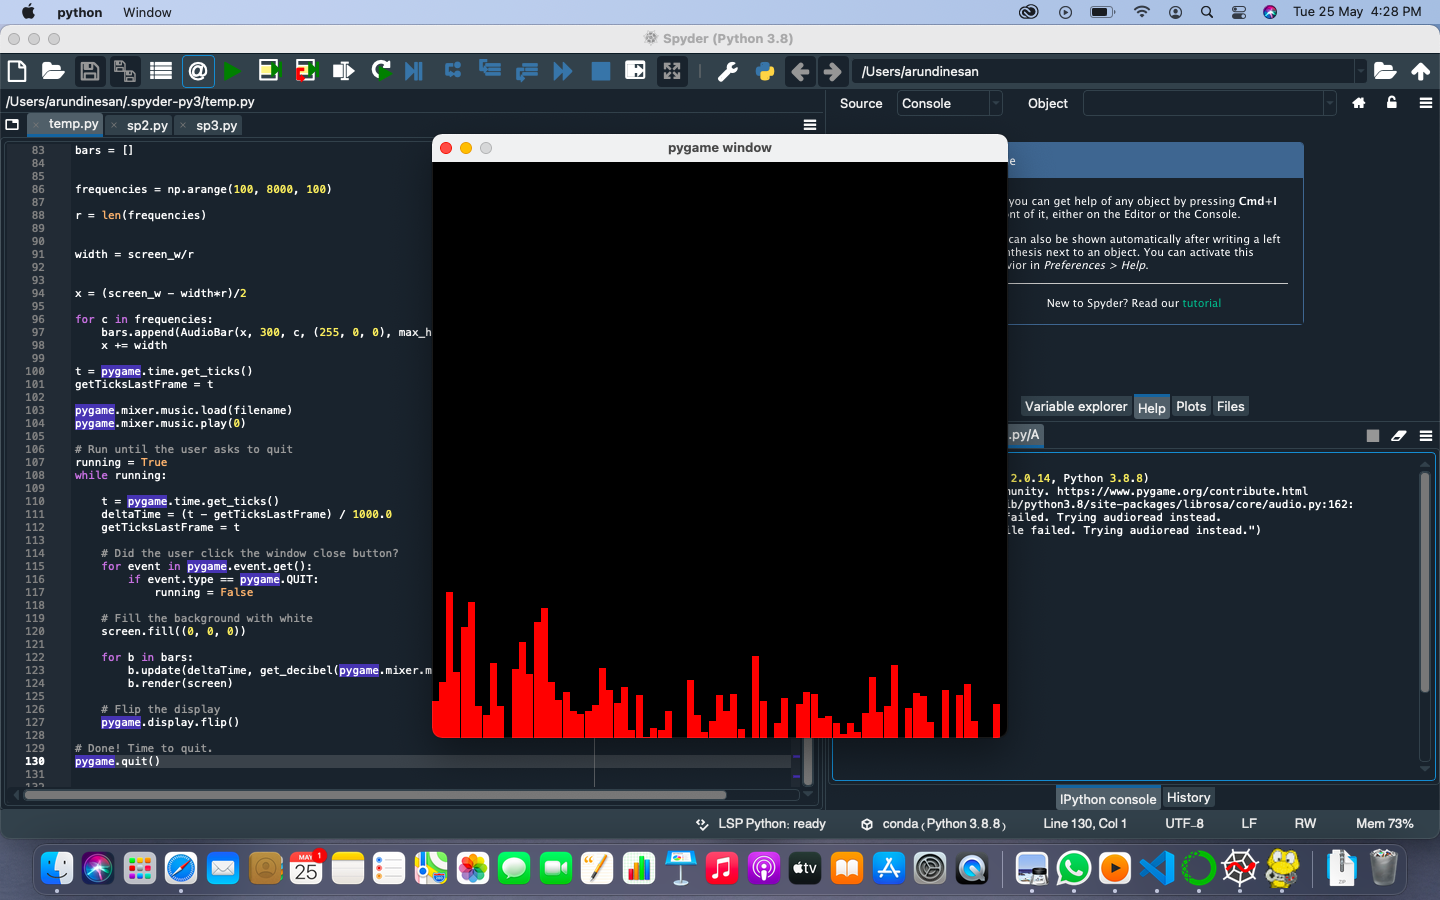 python Window Tue 25 May 4:28 PM
Spyder (Python 3.8)
/Users/arundinesan
/Users/arundinesan/.spyder-py3/temp.py
Source Console Object
temp.py sp2.py sp3.py
83 bars = []
84
85
86 frequencies = np.arange(100, 8000, 100)
87
88 r = len(frequencies)
89
90
91 width = screen_w/r
92
93
94 x = (screen_w - width*r)/2
95
96 for c in frequencies:
97 bars.append(AudioBar(x, 300, c, (255, 0, 0), max_h
98 x += width
99
100 t = pygame.time.get_ticks()
101 getTicksLastFrame = t
102
103 pygame.mixer.music.load(filename)
104 pygame.mixer.music.play(0)
105
106 # Run until the user asks to quit
107 running = True
108 while running:
109
110 t = pygame.time.get_ticks()
111 deltaTime = (t - getTicksLastFrame) / 1000.0
112 getTicksLastFrame = t
113
114 # Did the user click the window close button?
115 for event in pygame.event.get():
116 if event.type == pygame.QUIT:
117 running = False
118
119 # Fill the background with white
120 screen.fill((0, 0, 0))
121
122 for b in bars:
123 b.update(deltaTime, get_decibel(pygame.mixer.m
124 b.render(screen)
125
126 # Flip the display
127 pygame.display.flip()
128
129 # Done! Time to quit.
130 pygame.quit()
131
132
pygame window
e
you can get help of any object by pressing Cmd+I
nt of it, either on the Editor or the Console.
can also be shown automatically after writing a left
nthesis next to an object. You can activate this
vior in Preferences > Help.
New to Spyder? Read our tutorial
Variable explorer Help Plots Files
.py/A
2.0.14, Python 3.8.8)
unity. https://www.pygame.org/contribute.html
lb/python3.8/site-packages/librosa/core/audio.py:162:
failed. Trying audioread instead.
le failed. Trying audioread instead.")
IPython console History
LSP Python: ready conda (Python 3.8.8) Line 130, Col 1 UTF-8 LF RW Mem 73%
MAY 25 1
tv
ZIP